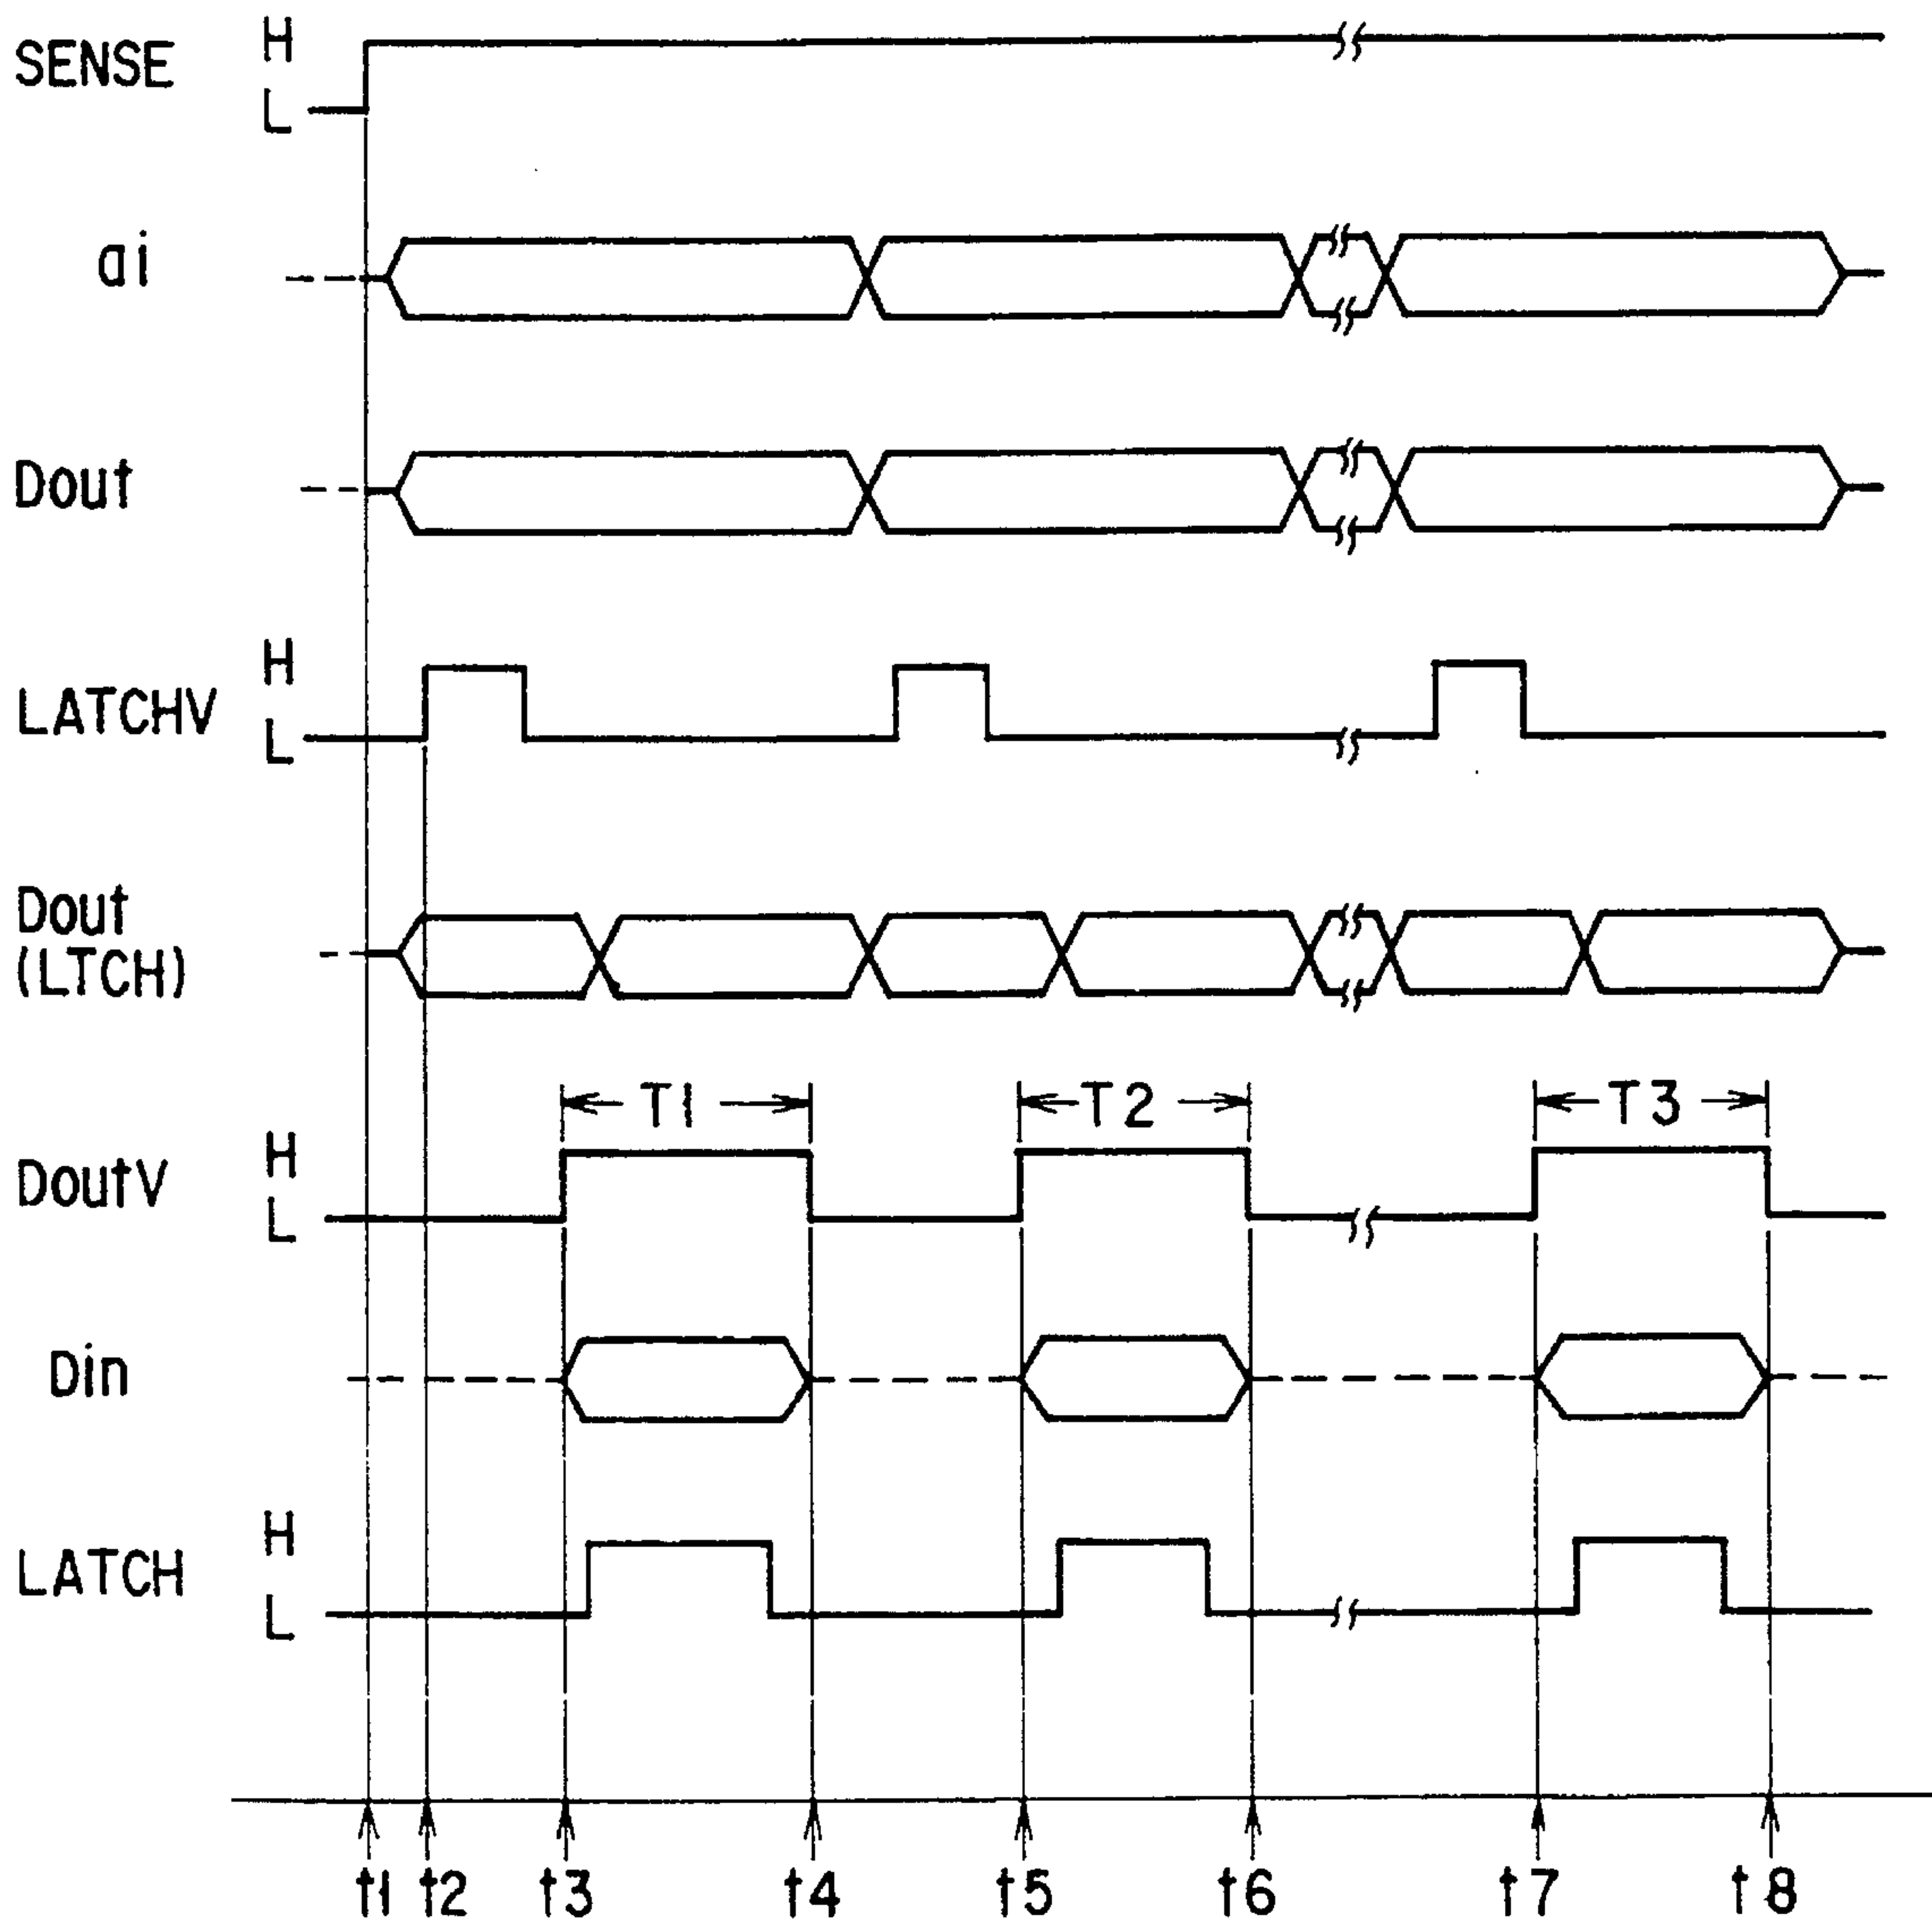 H
SENSE
L
ai
Dout
H
LATCHV
L
Dout
(LTCH)
T1 T2 T3
H
DoutV
L
Din
H
LATCH
L
t1 t2 t3 t4 t5 t6 t7 t8